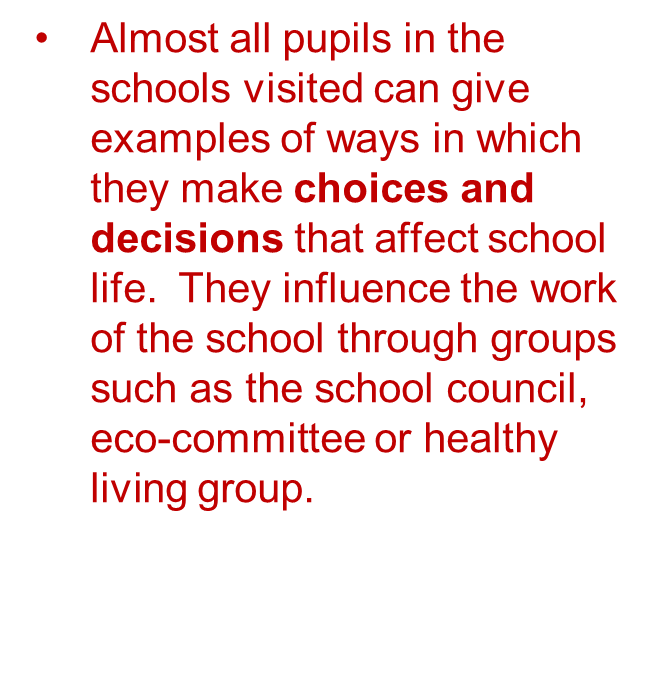 • Almost all pupils in the
schools visited can give
examples of ways in which
they make choices and
decisions that affect school
life.  They influence the work
of the school through groups
such as the school council,
eco-committee or healthy
living group.